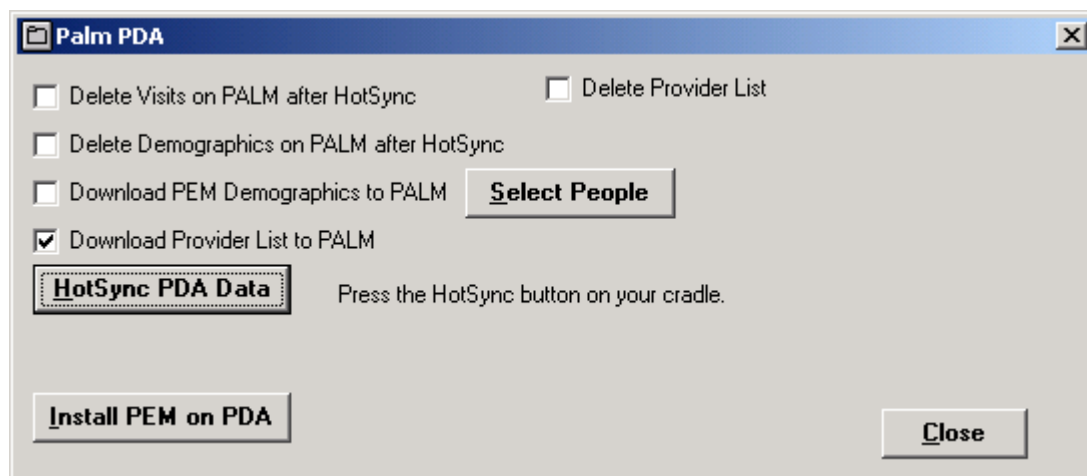 Palm PDA
Delete Visits on PALM after HotSync
Delete Provider List
Delete Demographics on PALM after HotSync
Download PEM Demographics to PALM
Select People
Download Provider List to PALM
HotSync PDA Data
Press the HotSync button on your cradle.
Install PEM on PDA
Close